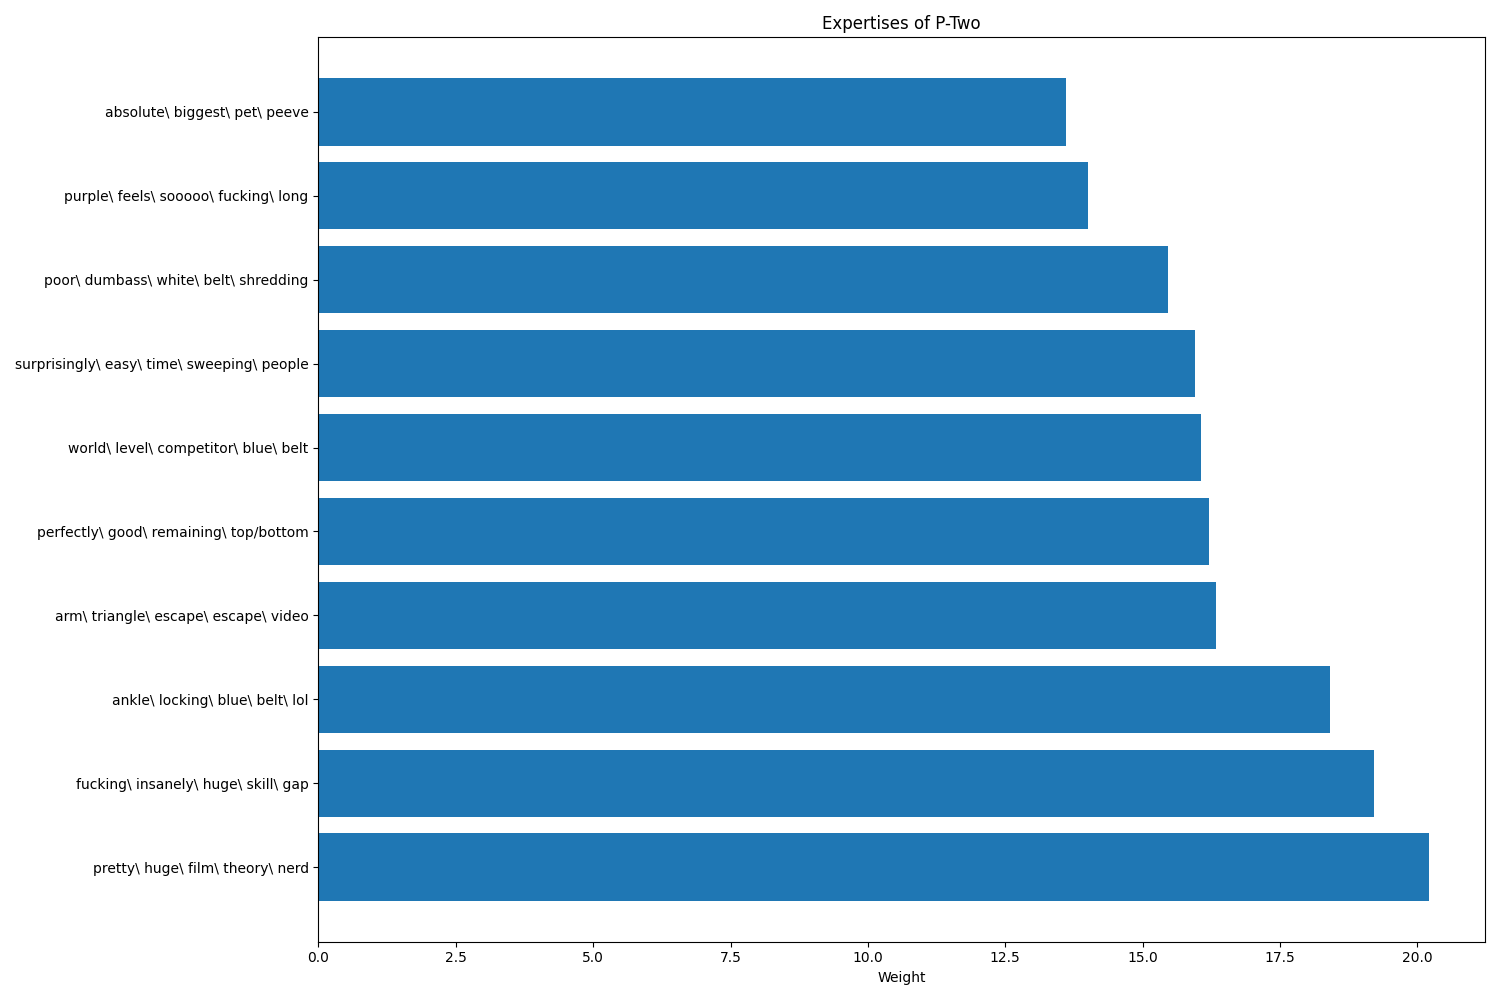 Expertises of P-Two
absolute\ biggest\ pet\ peeve
purple\ feels\ sooooo\ fucking\ long
poor\ dumbass\ white\ belt\ shredding
surprisingly\ easy\ time\ sweeping\ people
world\ level\ competitor\ blue\ belt
perfectly\ good\ remaining\ top/bottom
arm\ triangle\ escape\ escape\ video
ankle\ locking\ blue\ belt\ lol
fucking\ insanely\ huge\ skill\ gap
pretty\ huge\ film\ theory\ nerd
0.0 2.5 5.0 7.5 10.0 12.5 15.0 17.5 20.0
Weight